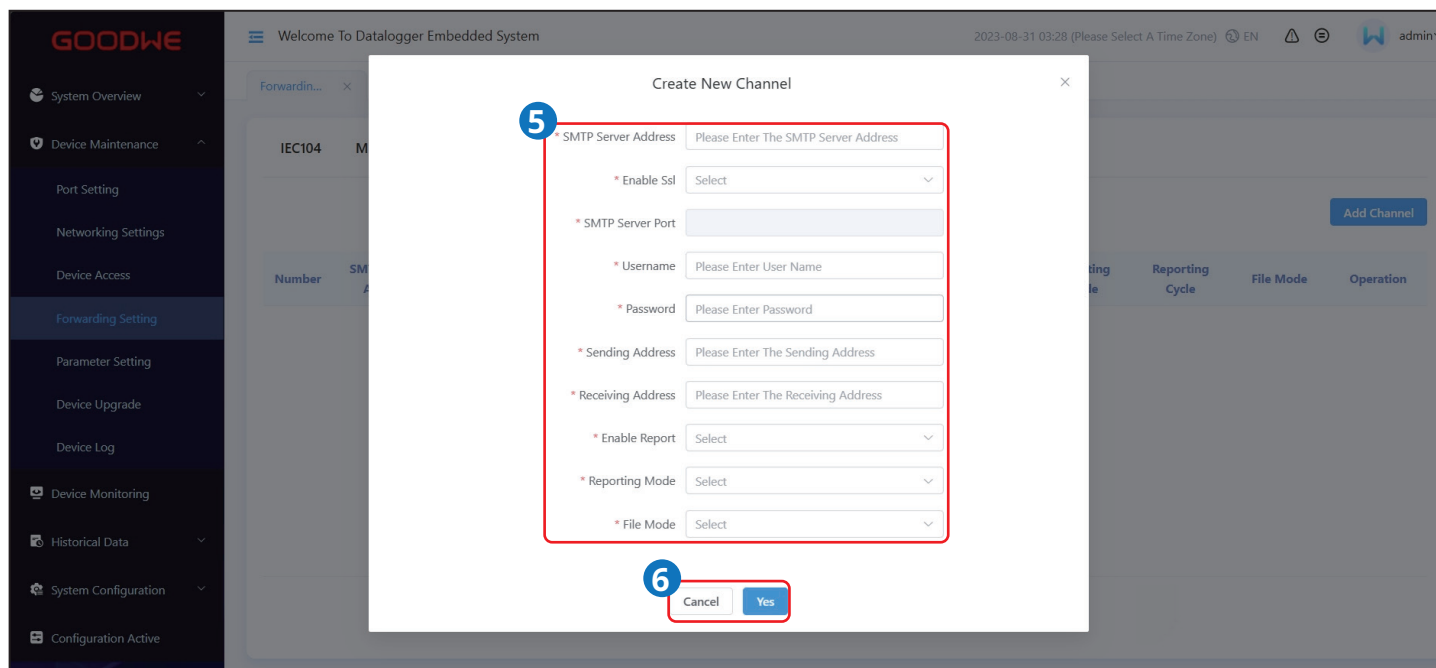 GOODWE
Welcome To Datalogger Embedded System
2023-08-31 03:28 (Please Select A Time Zone) EN
admin
System Overview
Device Maintenance
Port Setting
Networking Settings
Device Access
Forwarding Setting
Parameter Setting
Device Upgrade
Device Log
Device Monitoring
Historical Data
System Configuration
Configuration Active
Forwardin...
IEC104 M
Add Channel
Number SM
Reporting Cycle
File Mode
Operation
Create New Channel
5
* SMTP Server Address Please Enter The SMTP Server Address
* Enable Ssl Select
* SMTP Server Port
* Username Please Enter User Name
* Password Please Enter Password
* Sending Address Please Enter The Sending Address
* Receiving Address Please Enter The Receiving Address
* Enable Report Select
* Reporting Mode Select
* File Mode Select
6
Cancel Yes